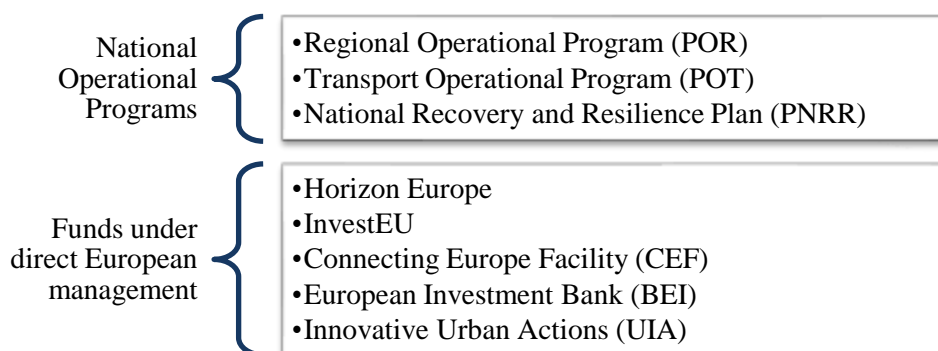 National
Operational
Programs
•Regional Operational Program (POR)
•Transport Operational Program (POT)
•National Recovery and Resilience Plan (PNRR)
Funds under
direct European
management
•Horizon Europe
•InvestEU
•Connecting Europe Facility (CEF)
•European Investment Bank (BEI)
•Innovative Urban Actions (UIA)